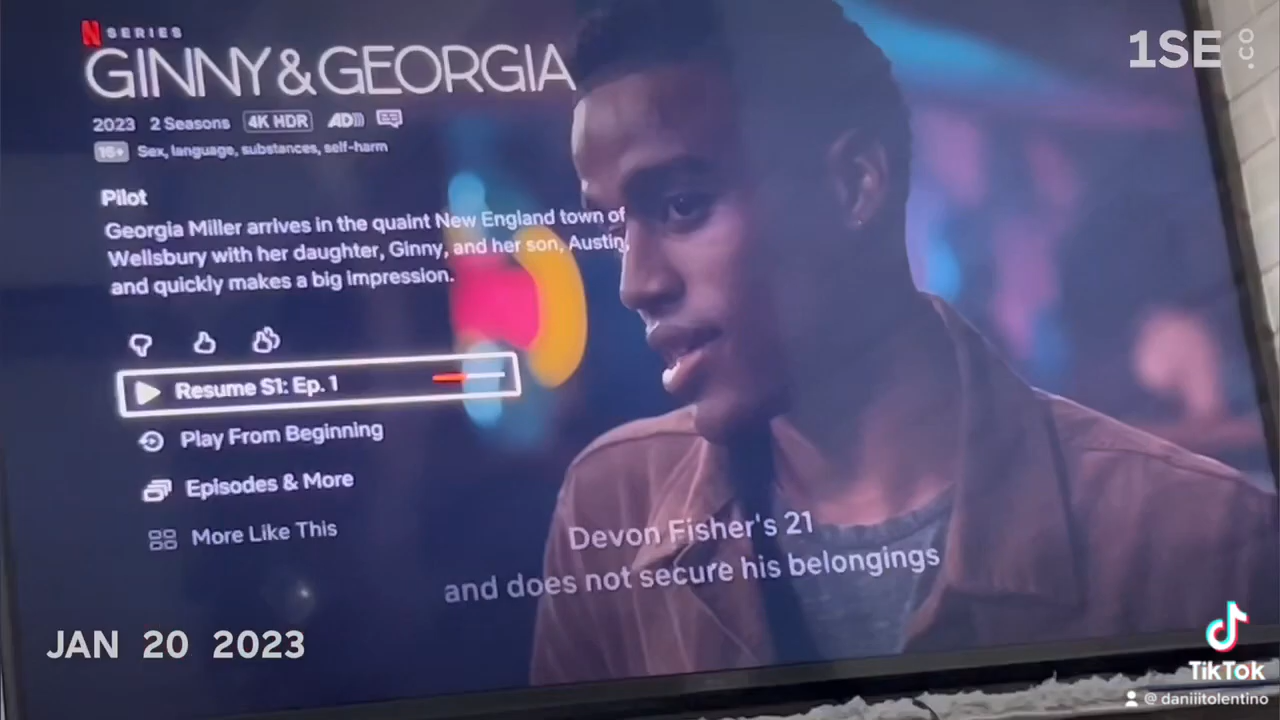 N SERIES
GINNY & GEORGIA
2023 2 Seasons 4K HDR AD
16+ Sex, language, substances, self-harm
Pilot
Georgia Miller arrives in the quaint New England town of
Wellsbury with her daughter, Ginny, and her son, Austin,
and quickly makes a big impression.
Resume S1: Ep. 1
Play From Beginning
Episodes & More
More Like This
Devon Fisher's 21
and does not secure his belongings
JAN 20 2023
1SE.CO
TikTok
@ daniiitolentino